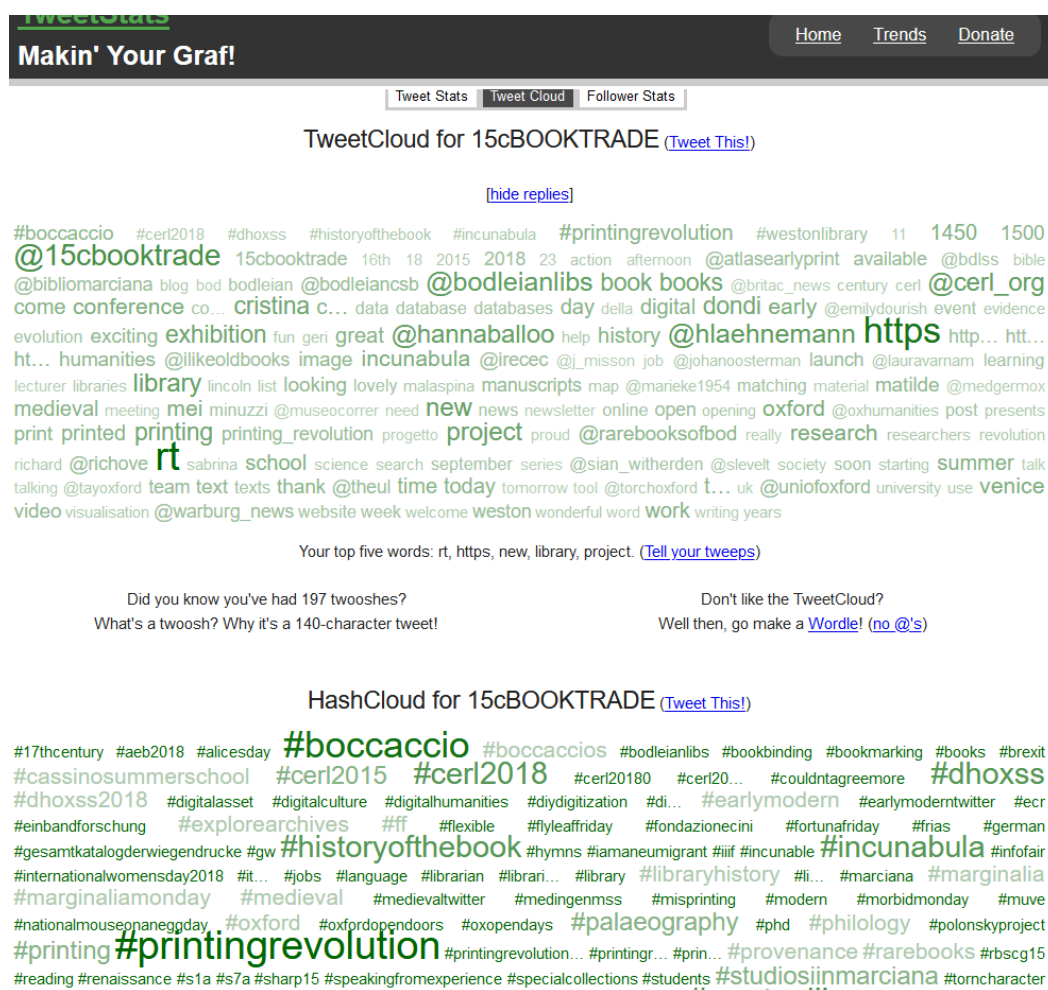 TweetStats
Makin' Your Graf!
Home Trends Donate
Tweet Stats Tweet Cloud Follower Stats
TweetCloud for 15cBOOKTRADE (Tweet This!)
[hide replies]
#boccaccio #cerl2018 #dhoxss #historyofthebook #incunabula #printingrevolution #westonlibrary 11 1450 1500
@15cbooktrade 15cbooktrade 16th 18 2015 2018 23 action afternoon @atlasearlyprint available @bdlss bible
@bibliomarciana blog bod bodleian @bodleiancsb @bodleianlibs book books @britac_news century cerl @cerl_org
come conference co… cristina c… data database databases day della digital dondi early @emilydourish event evidence
evolution exciting exhibition fun geri great @hannaballoo help history @hlaehnemann https http… htt…
ht… humanities @ilikeoldbooks image incunabula @irecec @j_misson job @johanoosterman launch @lauravarnam learning
lecturer libraries library lincoln list looking lovely malaspina manuscripts map @marieke1954 matching material matilde @medgermox
medieval meeting mei minuzzi @museocorrer need new news newsletter online open opening oxford @oxhumanities post presents
print printed printing printing_revolution progetto project proud @rarebooksofbod really research researchers revolution
richard @richove rt sabrina school science search september series @sian_witherden @slevelt society soon starting summer talk
talking @tayoxford team text texts thank @theul time today tomorrow tool @torchoxford t… uk @uniofoxford university use venice
video visualisation @warburg_news website week welcome weston wonderful word work writing years
Your top five words: rt, https, new, library, project. (Tell your tweeps)
Did you know you've had 197 twooshes?
What's a twoosh? Why it's a 140-character tweet!
Don't like the TweetCloud?
Well then, go make a Wordle! (no @'s)
HashCloud for 15cBOOKTRADE (Tweet This!)
#17thcentury #aeb2018 #alicesday #boccaccio #boccaccios #bodleianlibs #bookbinding #bookmarking #books #brexit
#cassinosummerschool #cerl2015 #cerl2018 #cerl20180 #cerl20… #couldntagreemore #dhoxss
#dhoxss2018 #digitalasset #digitalculture #digitalhumanities #diydigitization #di… #earlymodern #earlymoderntwitter #ecr
#einbandforschung #explorearchives #ff #flexible #flyleaffriday #fondazionecini #fortunafriday #frias #german
#gesamtkatalogderwiegendrucke #gw #historyofthebook #hymns #iamaneumigrant #iiif #incunable #incunabula #infofair
#internationalwomensday2018 #it… #jobs #language #librarian #librari… #library #libraryhistory #li… #marciana #marginalia
#marginaliamonday #medieval #medievaltwitter #medingenmss #misprinting #modern #morbidmonday #muve
#nationalmouseonaneggday #oxford #oxfordopendoors #oxopendays #palaeography #phd #philology #polonskyproject
#printing #printingrevolution #printingrevolution… #printingr… #prin… #provenance #rarebooks #rbscg15
#reading #renaissance #s1a #s7a #sharp15 #speakingfromexperience #specialcollections #students #studiosiinmarciana #torncharacter